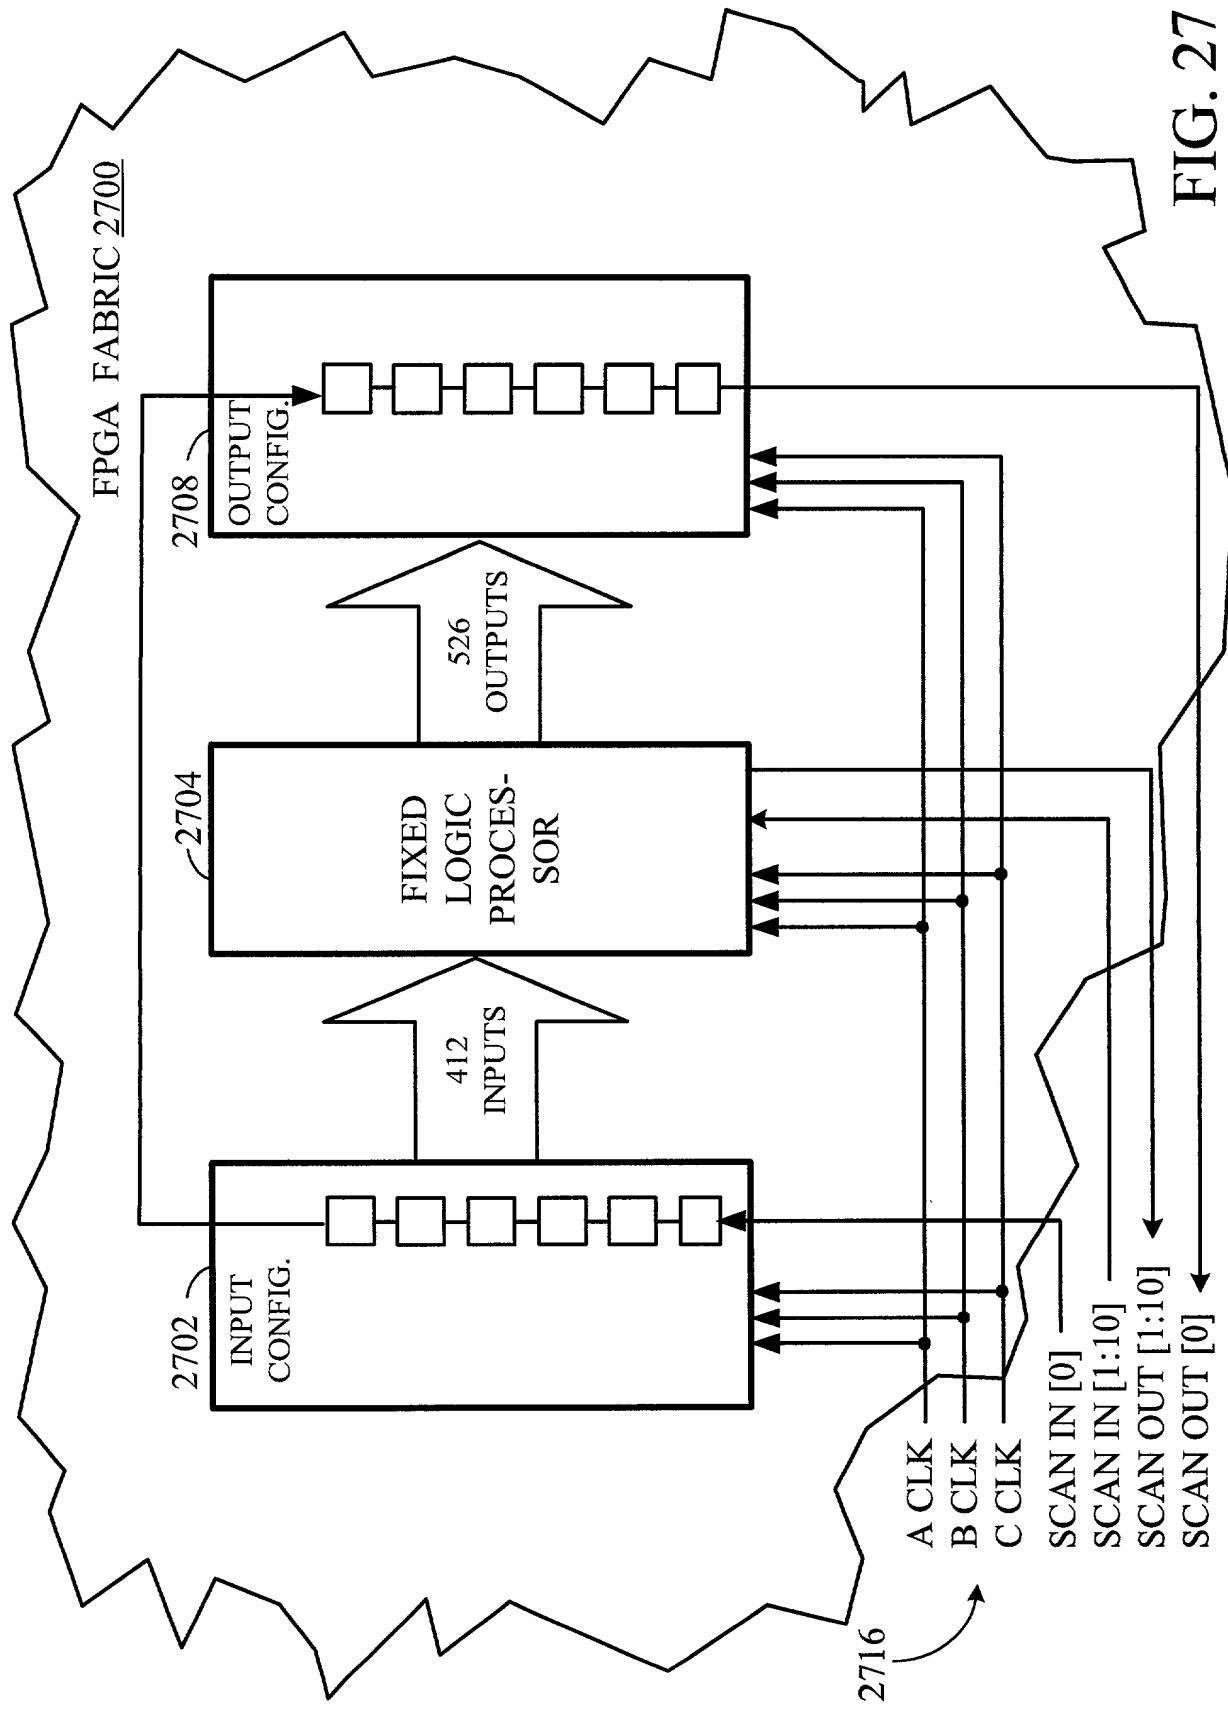 FPGA FABRIC 2700
2702
INPUT
CONFIG.
412
INPUTS
2704
FIXED
LOGIC
PROCES-
SOR
526
OUTPUTS
2708
OUTPUT
CONFIG.
2716
A CLK
B CLK
C CLK
SCAN IN [0]
SCAN IN [1:10]
SCAN OUT [1:10]
SCAN OUT [0]
FIG. 27